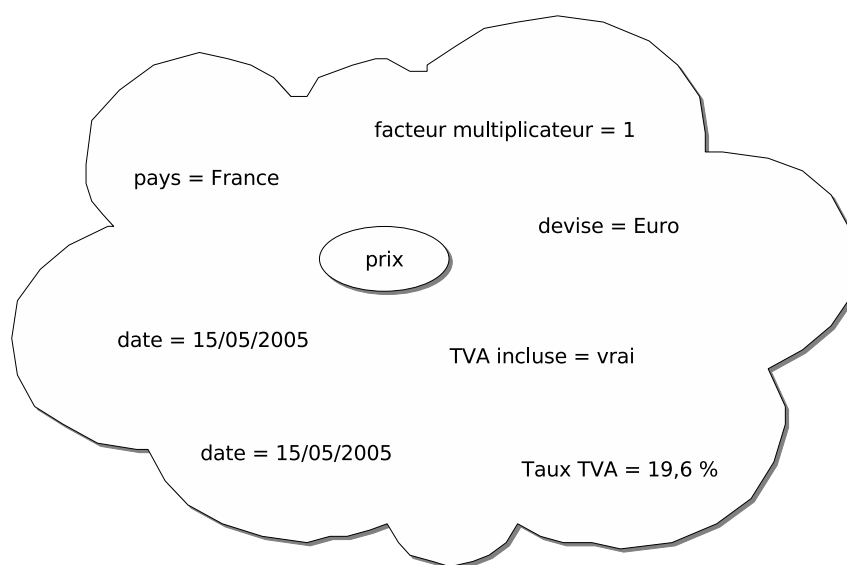 facteur multiplicateur = 1
pays = France
devise = Euro
prix
date = 15/05/2005
TVA incluse = vrai
date = 15/05/2005
Taux TVA = 19,6 %